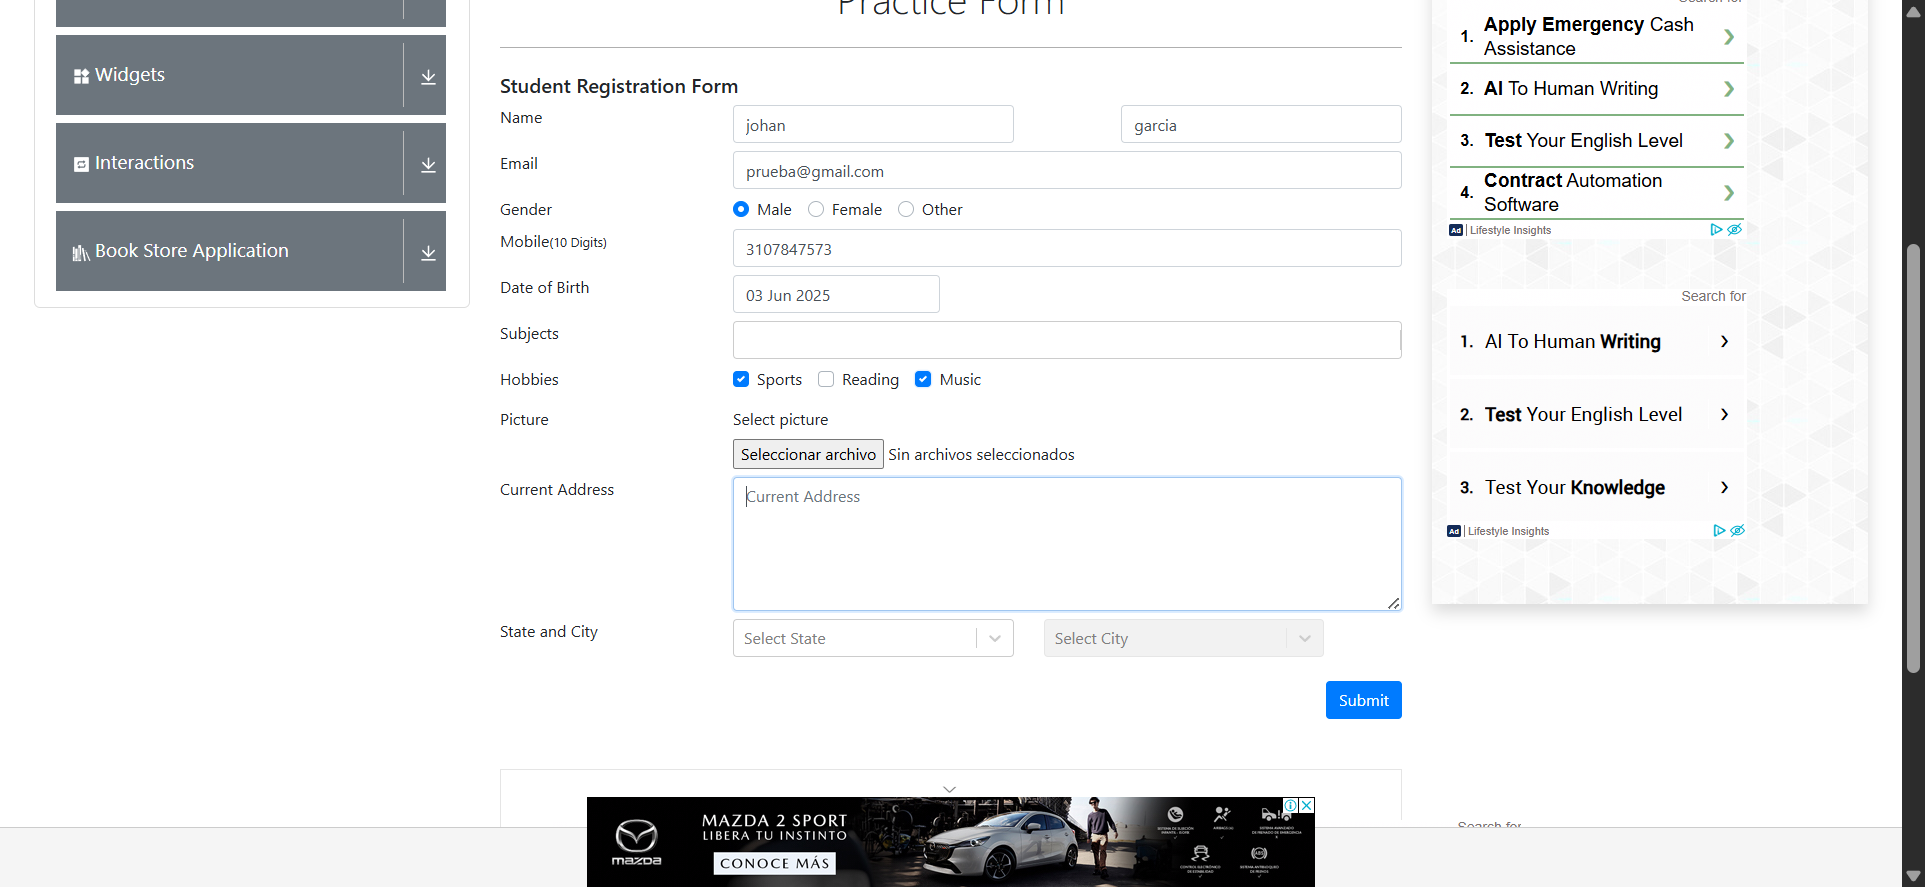 Practice Form
Widgets
Interactions
Book Store Application
Student Registration Form
Name
johan
garcia
Email
prueba@gmail.com
Gender
Male
Female
Other
Mobile(10 Digits)
3107847573
Date of Birth
03 Jun 2025
Subjects
Hobbies
Sports
Reading
Music
Picture
Select picture
Seleccionar archivo Sin archivos seleccionados
Current Address
Current Address
State and City
Select State
Select City
Submit
Search for
1. Apply Emergency Cash
Assistance
2. AI To Human Writing
3. Test Your English Level
4. Contract Automation
Software
Ad | Lifestyle Insights
Search for
1. AI To Human Writing
2. Test Your English Level
3. Test Your Knowledge
Ad | Lifestyle Insights
Search for
mazda
MAZDA 2 SPORT
LIBERA TU INSTINTO
CONOCE MÁS